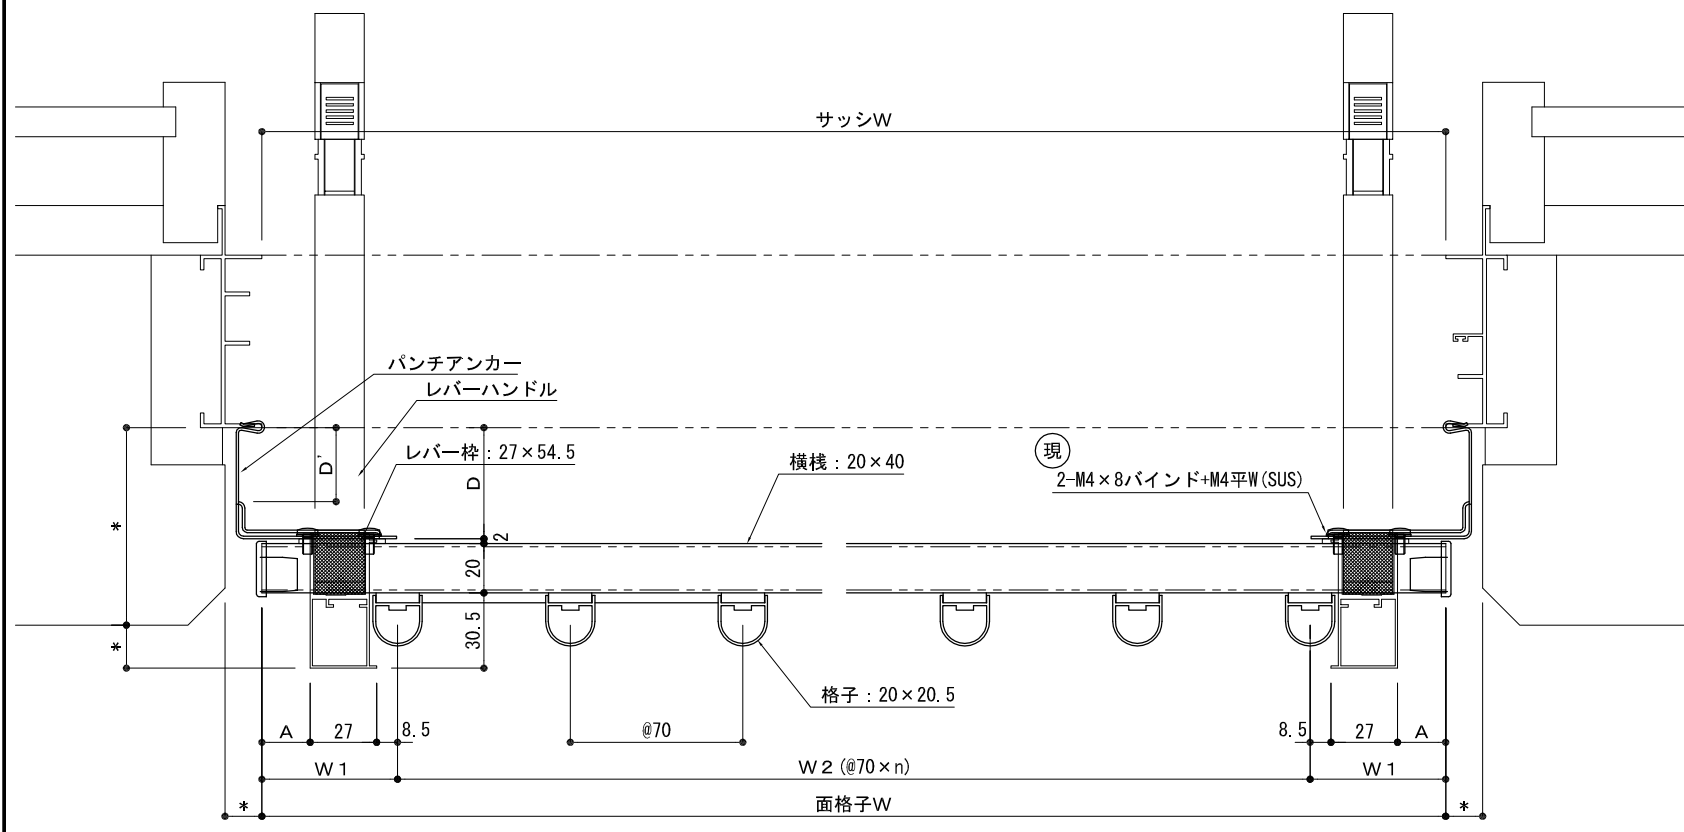 サッシW
パンチアンカー
レバーハンドル
レバー枠：27×54.5
横桟：20×40
現
2-M4×8バインド+M4平W(SUS)
D'
D
*
*
2
20
30.5
格子：20×20.5
A
27
8.5
@70
8.5
27
A
W1
W2(@70×n)
W1
*
面格子W
*